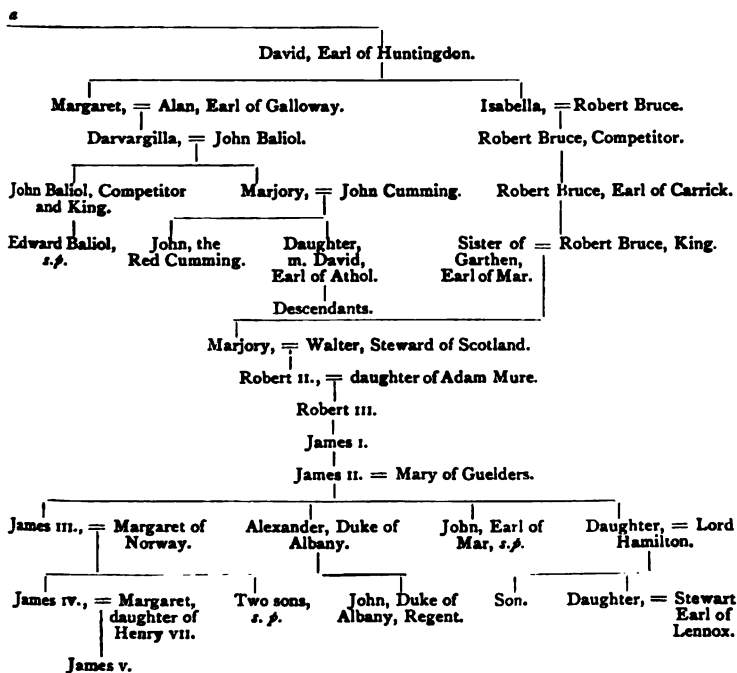 a
David, Earl of Huntingdon.
Margaret, = Alan, Earl of Galloway.
Isabella, = Robert Bruce.
Darvargilla, = John Baliol.
Robert Bruce, Competitor.
John Baliol, Competitor
and King.
Marjory, = John Cumming.
Robert Bruce, Earl of Carrick.
Edward Baliol,
s.p.
John, the
Red Cumming.
Daughter,
m. David,
Earl of Athol.
Sister of
Garthen,
Earl of Mar.
= Robert Bruce, King.
Descendants.
Marjory, = Walter, Steward of Scotland.
Robert II., = daughter of Adam Mure.
Robert III.
James I.
James II. = Mary of Guelders.
James III., = Margaret of
Norway.
Alexander, Duke of
Albany.
John, Earl of
Mar, s.p.
Daughter, = Lord
Hamilton.
James IV., = Margaret,
daughter of
Henry VII.
Two sons,
s. p.
John, Duke of
Albany, Regent.
Son.
Daughter, = Stewart
Earl of
Lennox.
James V.